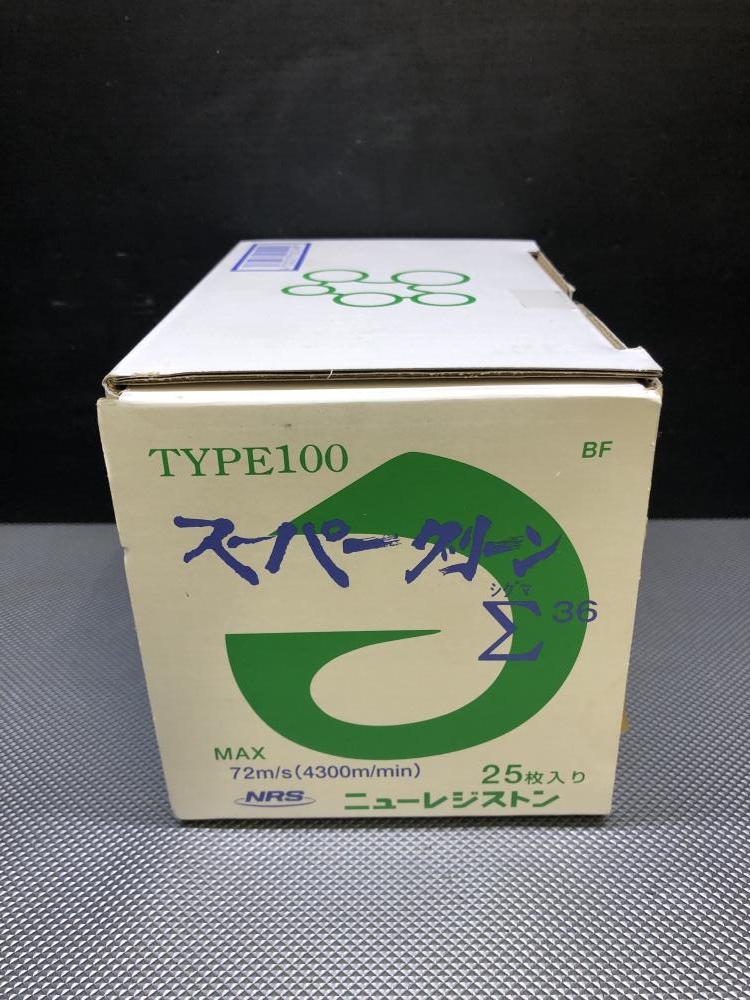 TYPE100
BF
スーパーグリーン
シグマ
Σ36
MAX
72m/s(4300m/min)
25枚入り
NRS ニューレジストン